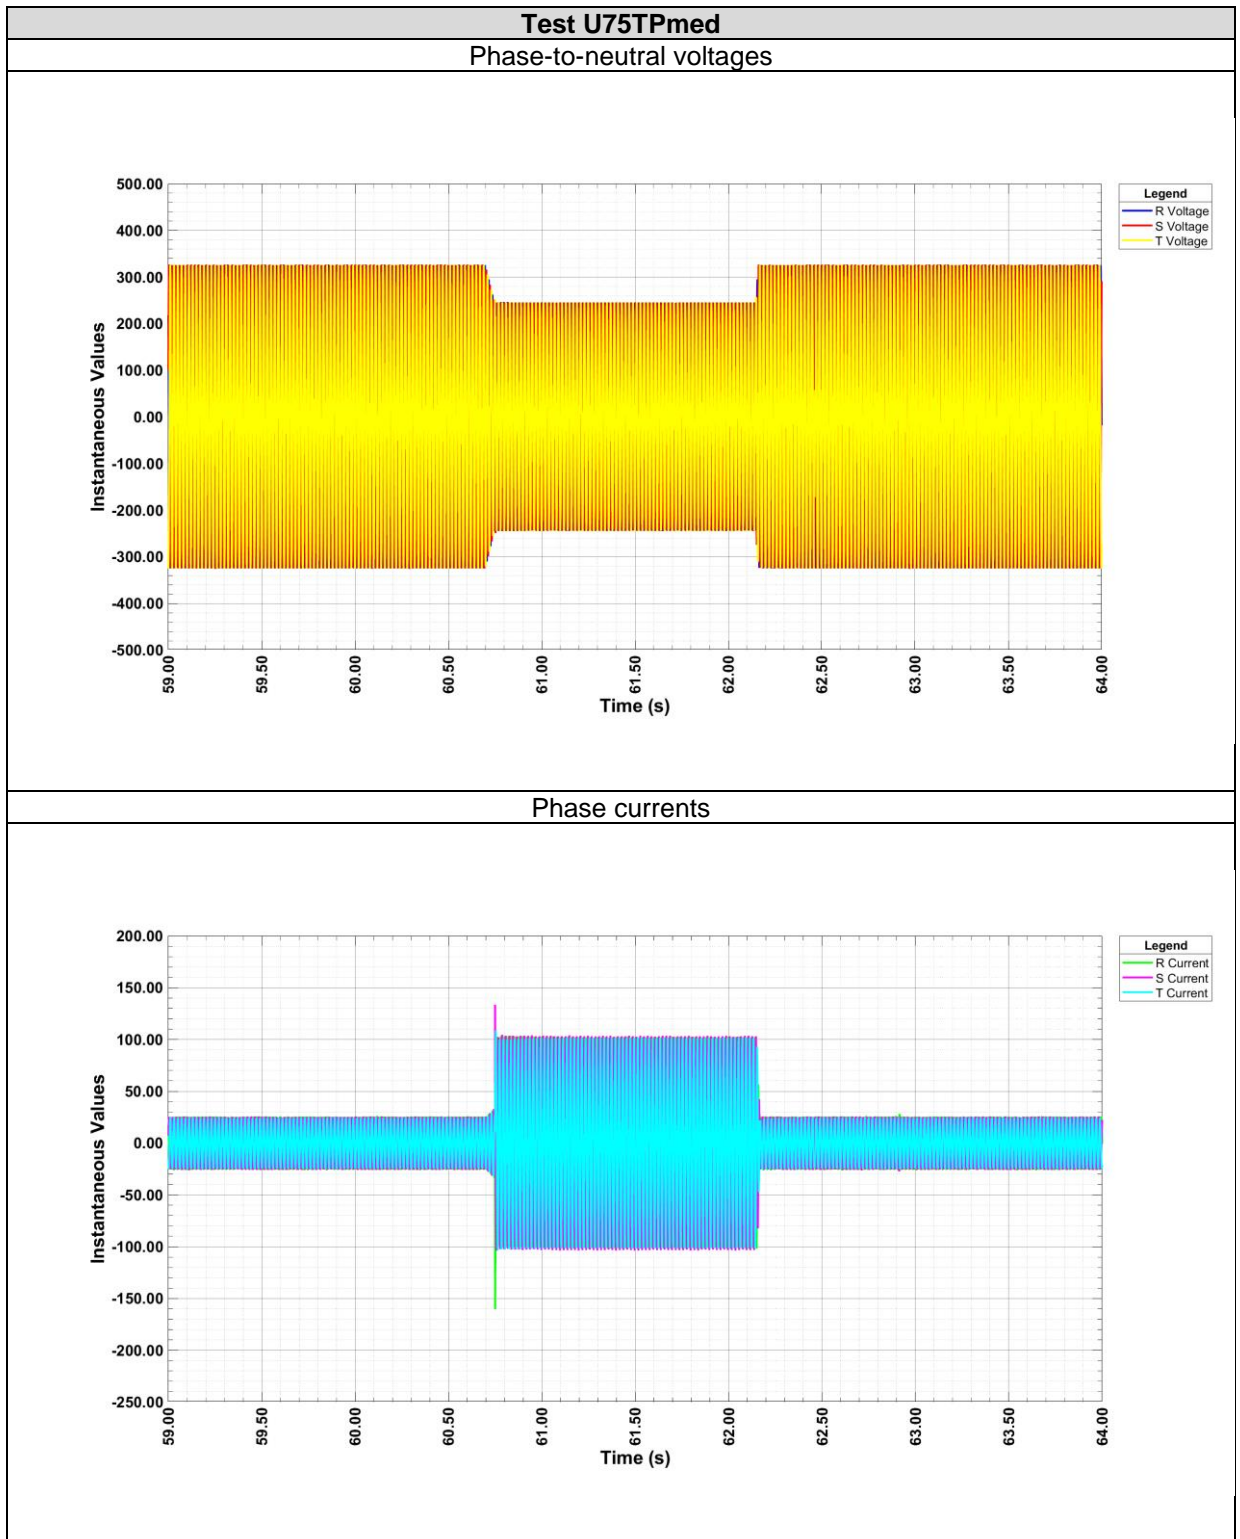 Test U75TPmed
Phase-to-neutral voltages
500.00
400.00
300.00
200.00
100.00
0.00
-100.00
-200.00
-300.00
-400.00
-500.00
Instantaneous Values
59.00
59.50
60.00
60.50
61.00
61.50
62.00
62.50
63.00
63.50
64.00
Time (s)
Legend
R Voltage
S Voltage
T Voltage
Phase currents
200.00
150.00
100.00
50.00
0.00
-50.00
-100.00
-150.00
-200.00
-250.00
Instantaneous Values
59.00
59.50
60.00
60.50
61.00
61.50
62.00
62.50
63.00
63.50
64.00
Time (s)
Legend
R Current
S Current
T Current